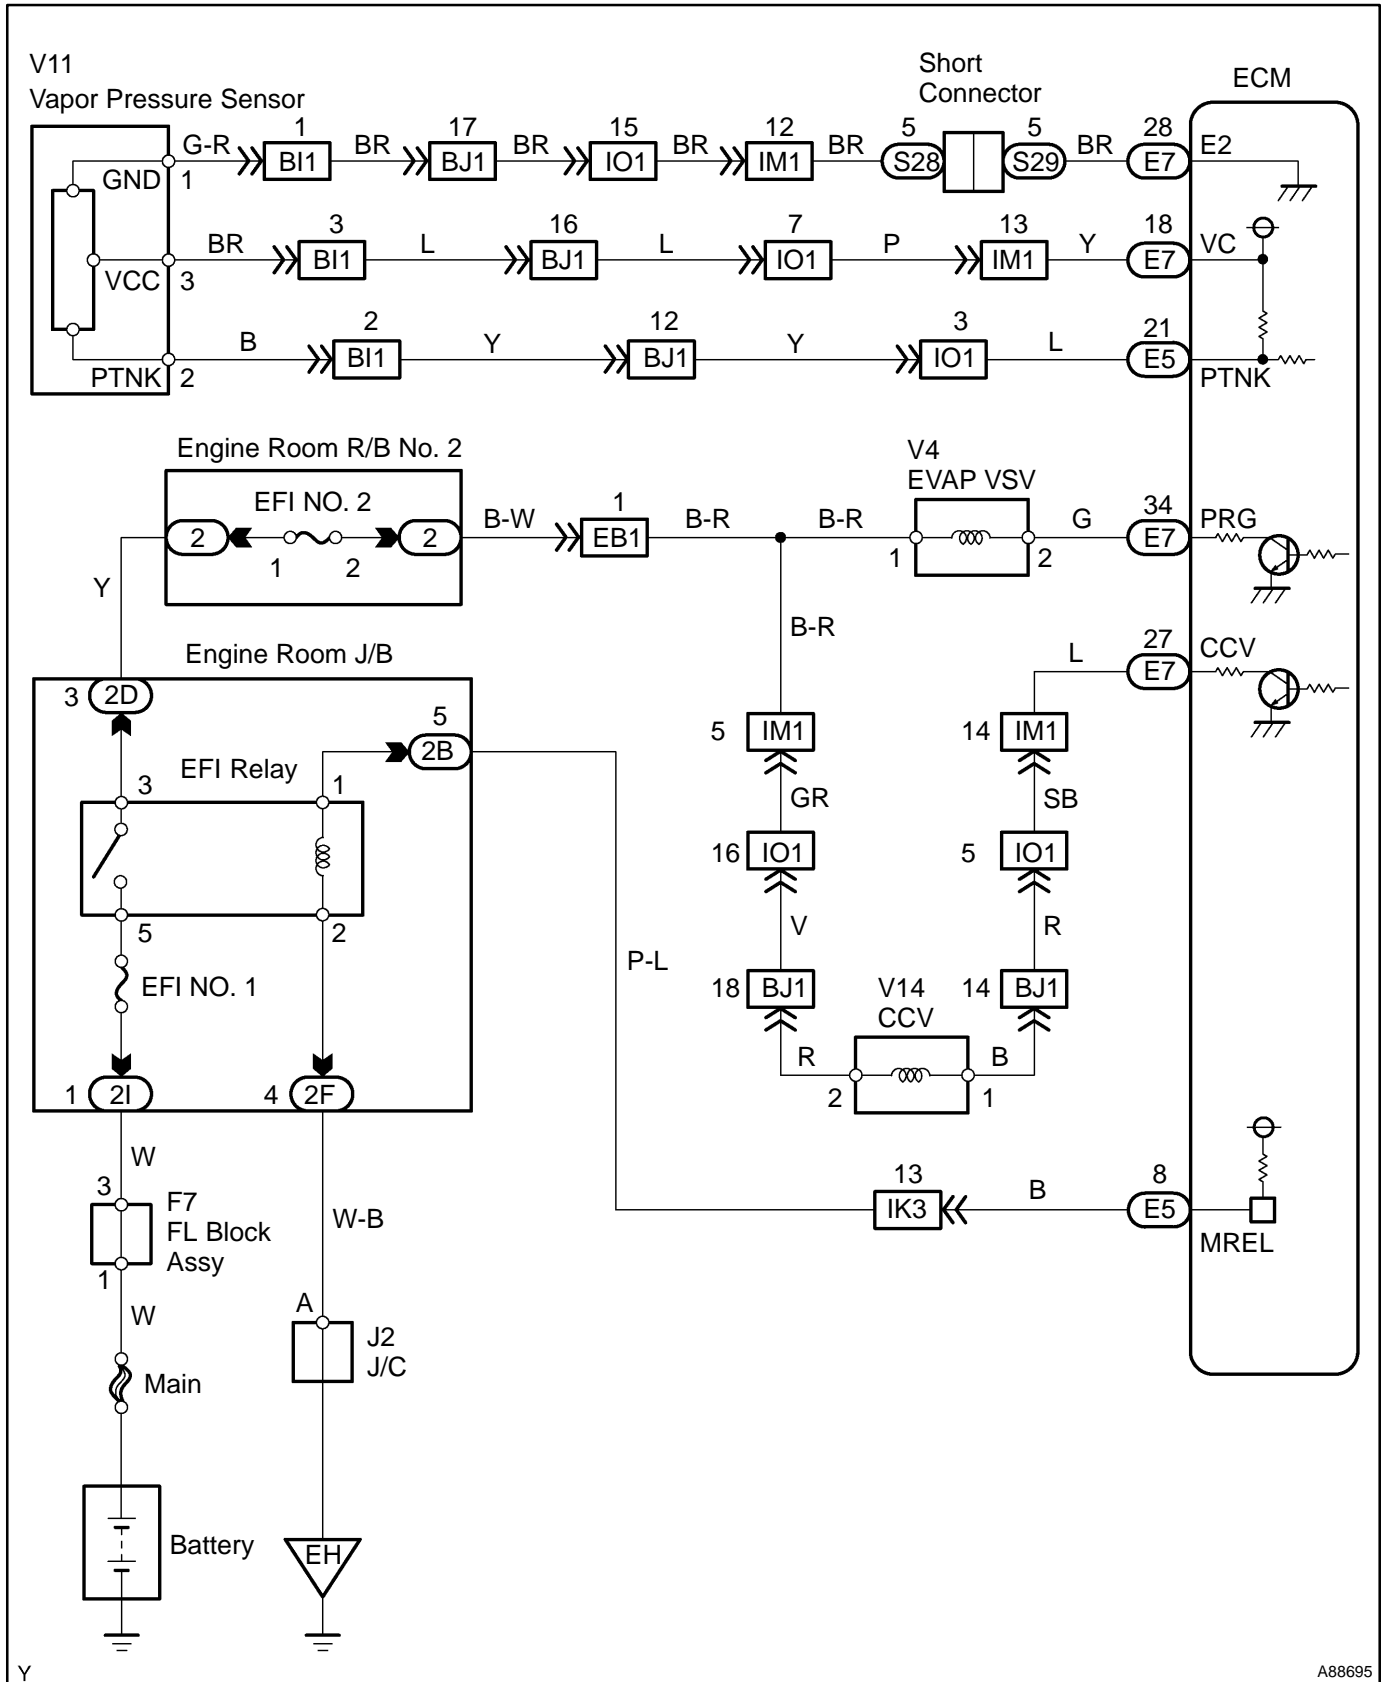 V11
Vapor Pressure Sensor
Short
Connector
ECM
1 17 15 12 5 5 28
G-R BI1 BR BJ1 BR IO1 BR IM1 BR S28 S29 BR E7 E2
GND 1
3 16 7 13 18
BR BI1 L BJ1 L IO1 P IM1 Y E7 VC
VCC 3
2 12 3 21
B BI1 Y BJ1 Y IO1 L E5
PTNK 2 PTNK
Engine Room R/B No. 2
V4
EVAP VSV
EFI NO. 2
2 1 2 2
B-W 1 EB1 B-R B-R 1 2 G 34 E7 PRG
Y
B-R
Engine Room J/B
L 27 E7 CCV
3 2D
5 2B
5 IM1 14 IM1
EFI Relay
3 1
GR SB
16 IO1 5 IO1
5 2
V R
P-L
EFI NO. 1
18 BJ1 14 BJ1
V14
CCV
R B
2 1
1 2I 4 2F
W
3
F7
FL Block
Assy
1
W-B
13 IK3 B 8 E5
MREL
W
A
J2
J/C
Main
Battery
EH
Y
A88695